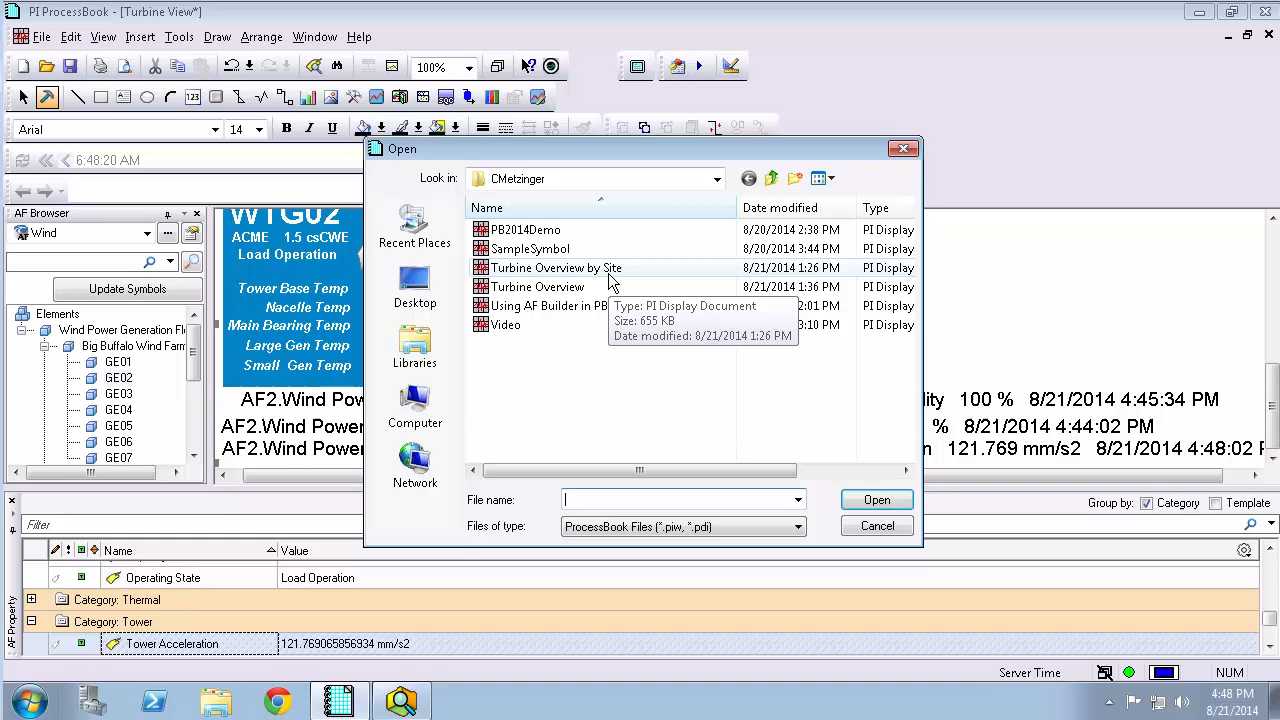 PI ProcessBook - [Turbine View*]
File Edit View Insert Tools Draw Arrange Window Help
100%
123
Arial 14 B I U
6:48:20 AM
AF Browser
Wind
Update Symbols
Elements
Wind Power Generation Fl
Big Buffalo Wind Farm
GE01
GE02
GE03
GE04
GE05
GE06
GE07
WTG02
ACME 1.5 csCWE
Load Operation
Tower Base Temp
Nacelle Temp
Main Bearing Temp
Large Gen Temp
Small Gen Temp
AF2.Wind Pow
AF2.Wind Pow
AF2.Wind Pow
lity 100 % 8/21/2014 4:45:34 PM
% 8/21/2014 4:44:02 PM
n 121.769 mm/s2 8/21/2014 4:48:02 P
Open
Look in: CMetzinger
Recent Places
Desktop
Libraries
Computer
Network
Name Date modified Type
PB2014Demo 8/20/2014 2:38 PM PI Display
SampleSymbol 8/20/2014 3:44 PM PI Display
Turbine Overview by Site 8/21/2014 1:26 PM PI Display
Turbine Overview 8/21/2014 1:36 PM PI Display
Using AF Builder in PB 2:01 PM PI Display
Video 3:10 PM PI Display
Type: PI Display Document
Size: 655 KB
Date modified: 8/21/2014 1:26 PM
File name: Open
Files of type: ProcessBook Files (*.piw, *.pdi) Cancel
Group by: Category Template
Filter
Name Value
Operating State Load Operation
Category: Thermal
Category: Tower
Tower Acceleration 121.769065856934 mm/s2
AF Property
Server Time NUM
4:48 PM
8/21/2014